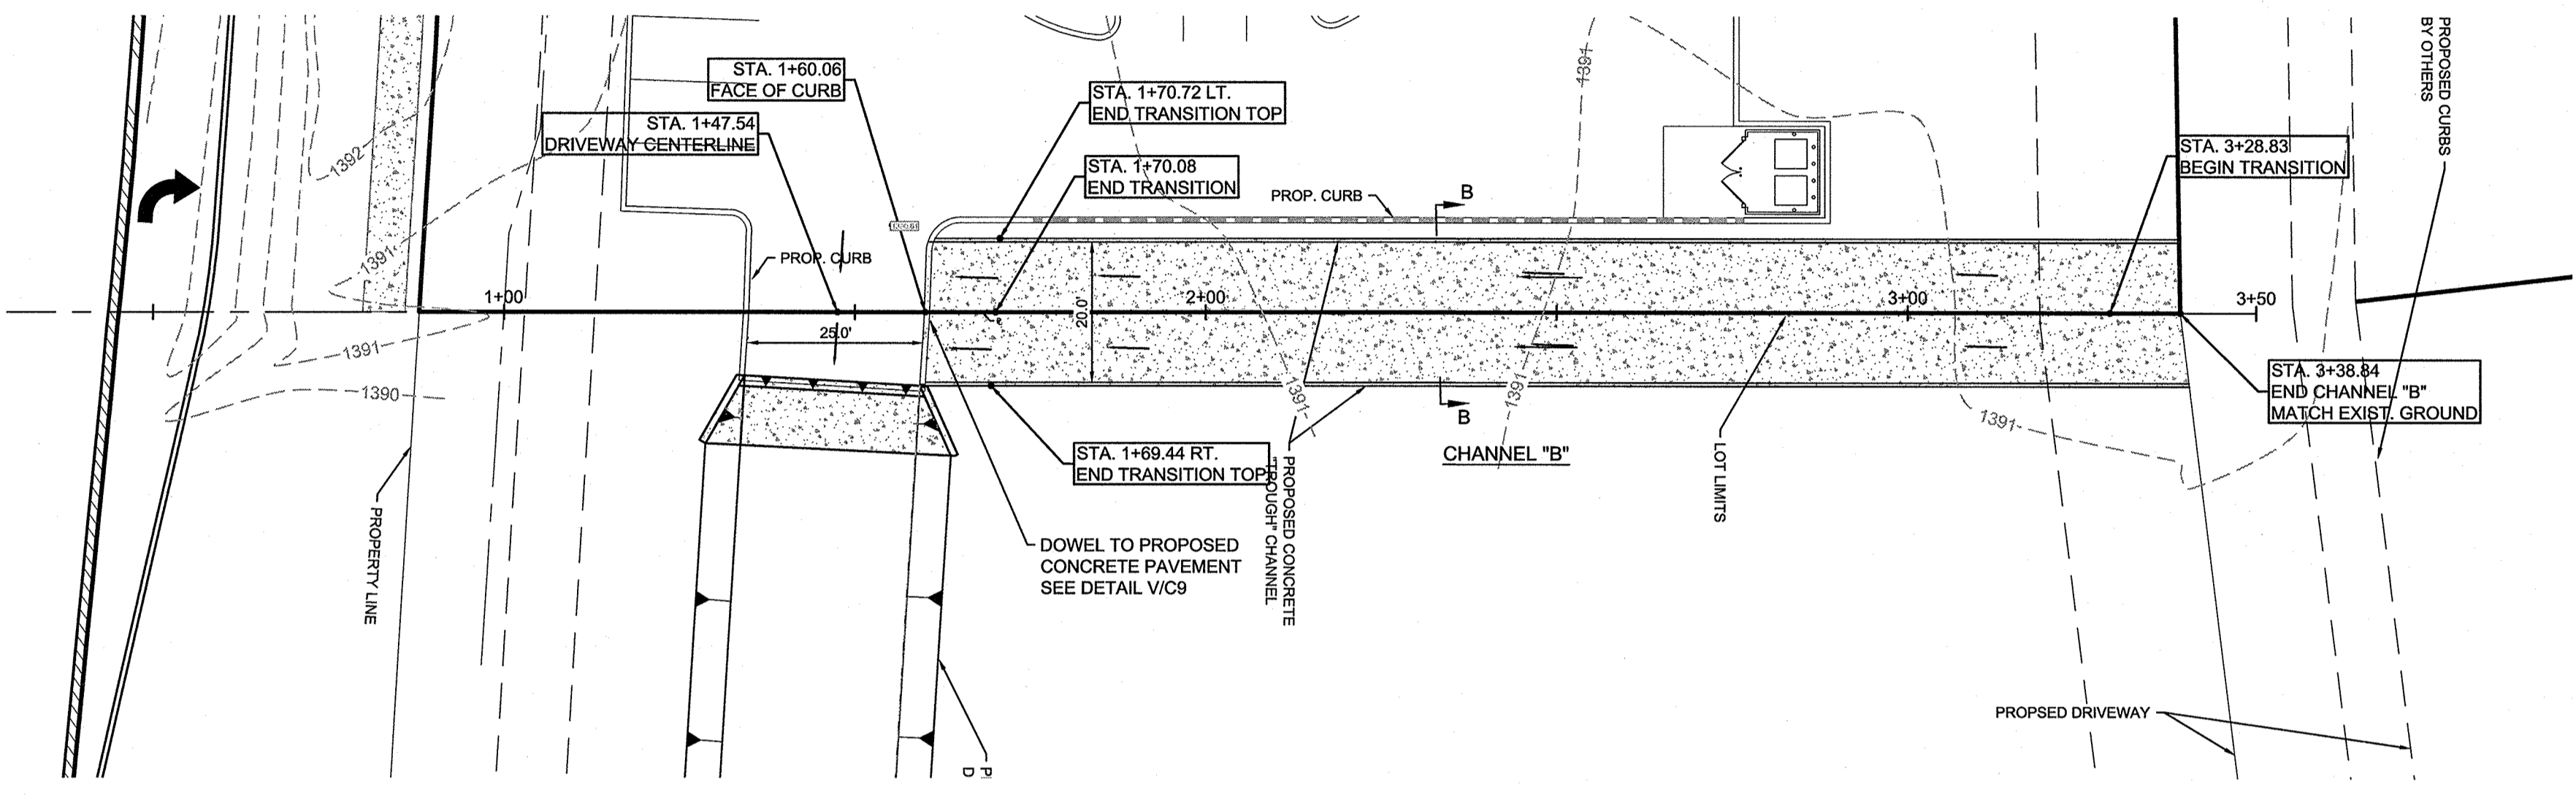 STA. 1+60.06
FACE OF CURB
STA. 1+47.54
DRIVEWAY CENTERLINE
STA. 1+70.72 LT.
END TRANSITION TOP
STA. 1+70.08
END TRANSITION
PROP. CURB
B
1391
PROPOSED CURBS
BY OTHERS
STA. 3+28.83
BEGIN TRANSITION
1392
1391
PROP. CURB
1+00
2+00
3+00
3+50
25.0'
20.0'
1391
1390
1391
1391
B
CHANNEL "B"
1391
STA. 3+38.84
END CHANNEL "B"
MATCH EXIST. GROUND
STA. 1+69.44 RT.
END TRANSITION TOP
PROPOSED CONCRETE
"TROUGH" CHANNEL
LOT LIMITS
PROPERTY LINE
DOWEL TO PROPOSED
CONCRETE PAVEMENT
SEE DETAIL V/C9
PROPSED DRIVEWAY